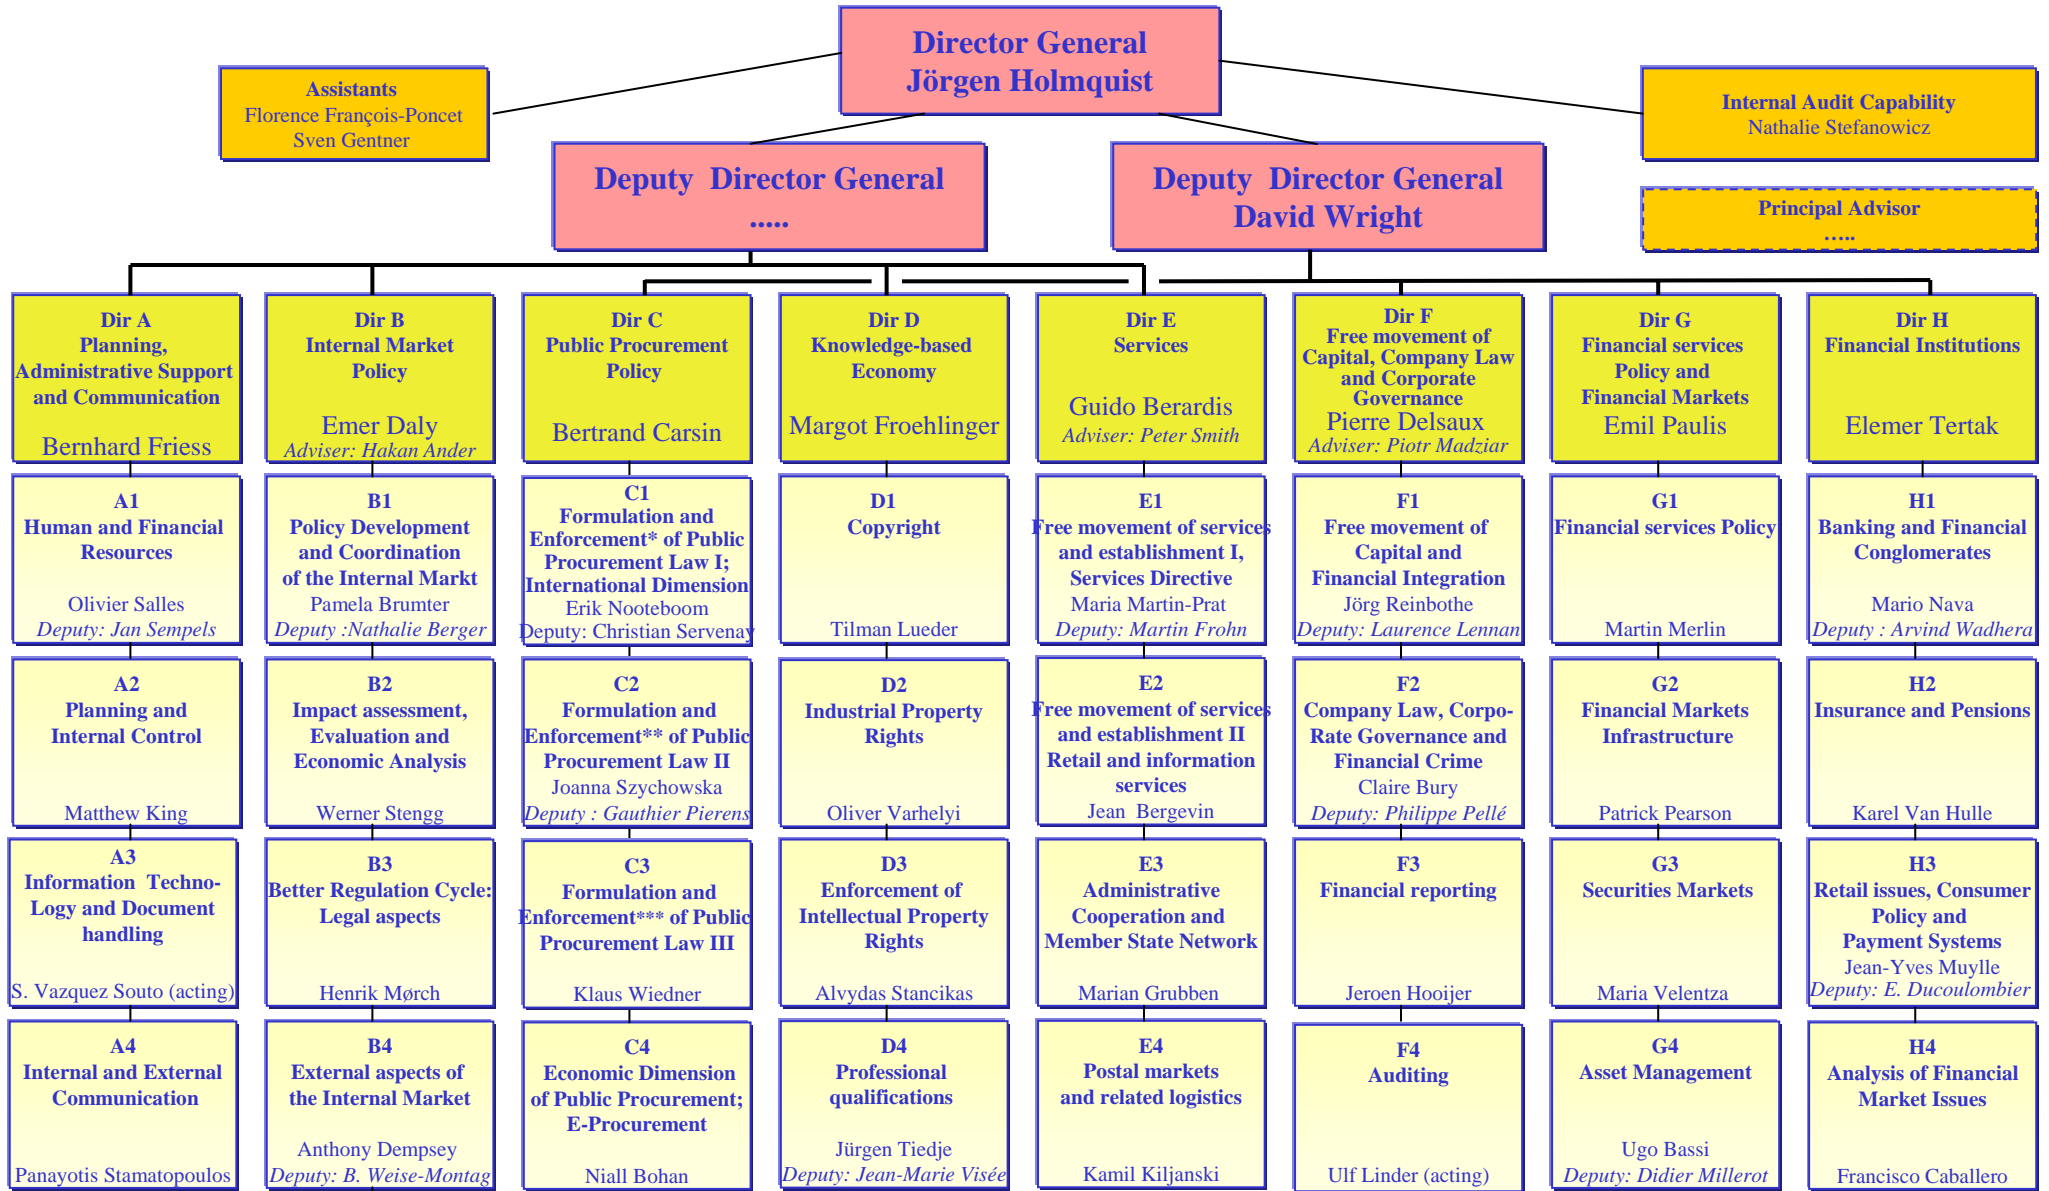 Director General
Jörgen Holmquist
Assistants
Florence François-Poncet
Sven Gentner
Internal Audit Capability
Nathalie Stefanowicz
Deputy Director General
.....
Deputy Director General
David Wright
Principal Advisor
…..
Dir A
Planning,
Administrative Support
and Communication
Bernhard Friess
Dir B
Internal Market
Policy
Emer Daly
Adviser: Hakan Ander
Dir C
Public Procurement
Policy
Bertrand Carsin
Dir D
Knowledge-based
Economy
Margot Froehlinger
Dir E
Services
Guido Berardis
Adviser: Peter Smith
Dir F
Free movement of
Capital, Company Law
and Corporate
Governance
Pierre Delsaux
Adviser: Piotr Madziar
Dir G
Financial services
Policy and
Financial Markets
Emil Paulis
Dir H
Financial Institutions
Elemer Tertak
A1
Human and Financial
Resources
Olivier Salles
Deputy: Jan Sempels
B1
Policy Development
and Coordination
of the Internal Markt
Pamela Brumter
Deputy :Nathalie Berger
C1
Formulation and
Enforcement* of Public
Procurement Law I;
International Dimension
Erik Nooteboom
Deputy: Christian Servenay
D1
Copyright
Tilman Lueder
E1
Free movement of services
and establishment I,
Services Directive
Maria Martin-Prat
Deputy: Martin Frohn
F1
Free movement of
Capital and
Financial Integration
Jörg Reinbothe
Deputy: Laurence Lennan
G1
Financial services Policy
Martin Merlin
H1
Banking and Financial
Conglomerates
Mario Nava
Deputy : Arvind Wadhera
A2
Planning and
Internal Control
Matthew King
B2
Impact assessment,
Evaluation and
Economic Analysis
Werner Stengg
C2
Formulation and
Enforcement** of Public
Procurement Law II
Joanna Szychowska
Deputy : Gauthier Pierens
D2
Industrial Property
Rights
Oliver Varhelyi
E2
Free movement of services
and establishment II
Retail and information
services
Jean Bergevin
F2
Company Law, Corpo-
Rate Governance and
Financial Crime
Claire Bury
Deputy: Philippe Pellé
G2
Financial Markets
Infrastructure
Patrick Pearson
H2
Insurance and Pensions
Karel Van Hulle
A3
Information Techno-
Logy and Document
handling
S. Vazquez Souto (acting)
B3
Better Regulation Cycle:
Legal aspects
Henrik Mørch
C3
Formulation and
Enforcement*** of Public
Procurement Law III
Klaus Wiedner
D3
Enforcement of
Intellectual Property
Rights
Alvydas Stancikas
E3
Administrative
Cooperation and
Member State Network
Marian Grubben
F3
Financial reporting
Jeroen Hooijer
G3
Securities Markets
Maria Velentza
H3
Retail issues, Consumer
Policy and
Payment Systems
Jean-Yves Muylle
Deputy: E. Ducoulombier
A4
Internal and External
Communication
Panayotis Stamatopoulos
B4
External aspects of
the Internal Market
Anthony Dempsey
Deputy: B. Weise-Montag
C4
Economic Dimension
of Public Procurement;
E-Procurement
Niall Bohan
D4
Professional
qualifications
Jürgen Tiedje
Deputy: Jean-Marie Visée
E4
Postal markets
and related logistics
Kamil Kiljanski
F4
Auditing
Ulf Linder (acting)
G4
Asset Management
Ugo Bassi
Deputy: Didier Millerot
H4
Analysis of Financial
Market Issues
Francisco Caballero